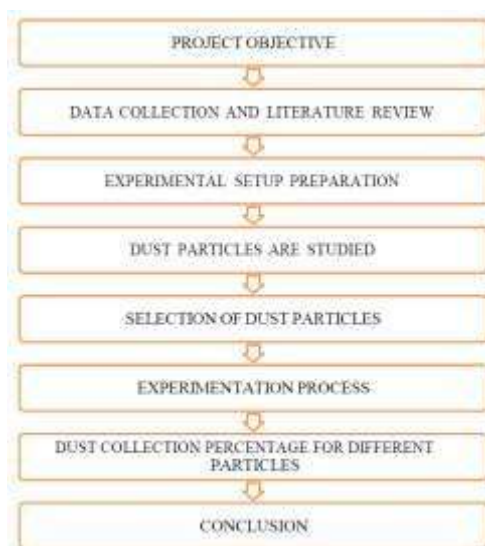 PROJECT OBJECTIVE
DATA COLLECTION AND LITERATURE REVIEW
EXPERIMENTAL SETUP PREPARATION
DUST PARTICLES ARE STUDIED
SELECTION OF DUST PARTICLES
EXPERIMENTATION PROCESS
DUST COLLECTION PERCENTAGE FOR DIFFERENT
PARTICLES
CONCLUSION